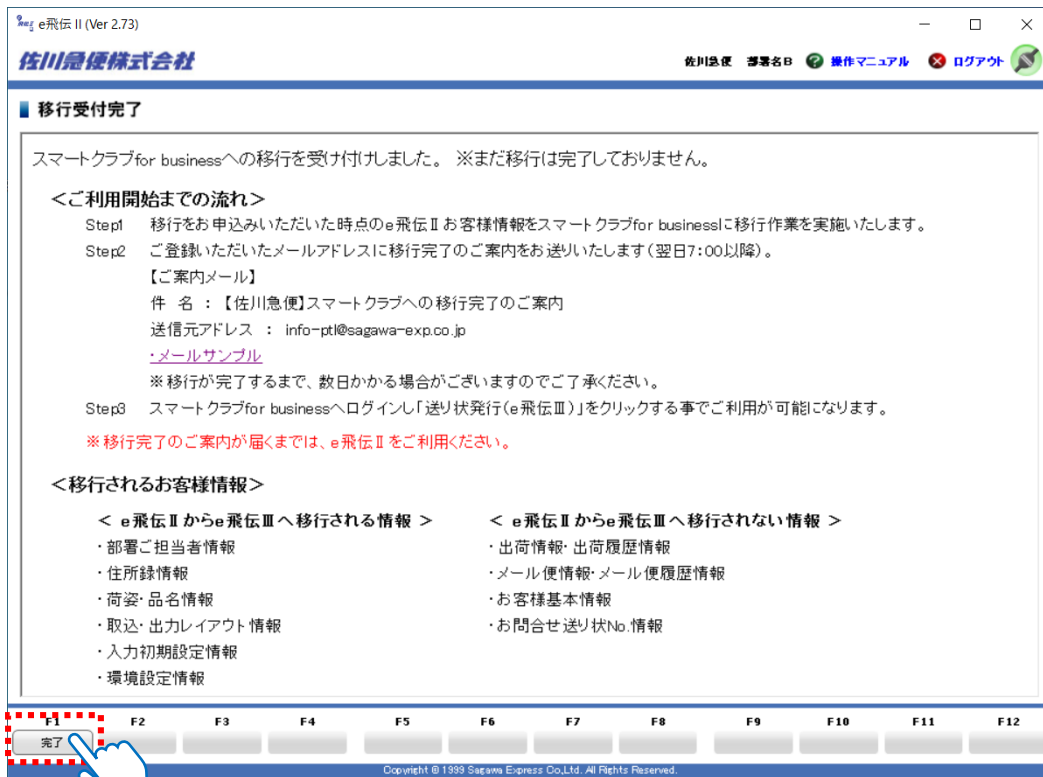 e飛伝Ⅱ (Ver 2.73)
佐川急便株式会社
佐川急便 部署名B 操作マニュアル ログアウト
移行受付完了
スマートクラブfor businessへの移行を受け付けしました。 ※まだ移行は完了しておりません。
<ご利用開始までの流れ>
Step1 移行をお申込みいただいた時点のe飛伝Ⅱお客様情報をスマートクラブfor businessに移行作業を実施いたします。
Step2 ご登録いただいたメールアドレスに移行完了のご案内をお送りいたします(翌日7:00以降)。
【ご案内メール】
件 名 : 【佐川急便】スマートクラブへの移行完了のご案内
送信元アドレス : info-ptl@sagawa-exp.co.jp
・メールサンプル
※移行が完了するまで、数日かかる場合がございますのでご了承ください。
Step3 スマートクラブfor businessへログインし「送り状発行(e飛伝Ⅲ)」をクリックする事でご利用が可能になります。
※移行完了のご案内が届くまでは、e飛伝Ⅱをご利用ください。
<移行されるお客様情報>
< e飛伝Ⅱからe飛伝Ⅲへ移行される情報 > < e飛伝Ⅱからe飛伝Ⅲへ移行されない情報 >
・部署ご担当者情報 ・出荷情報・出荷履歴情報
・住所録情報 ・メール便情報・メール便履歴情報
・荷姿・品名情報 ・お客様基本情報
・取込・出力レイアウト情報 ・お問合せ送り状No.情報
・入力初期設定情報
・環境設定情報
F1 F2 F3 F4 F5 F6 F7 F8 F9 F10 F11 F12
完了
Copyright © 1999 Sagawa Express Co,Ltd. All Rights Reserved.